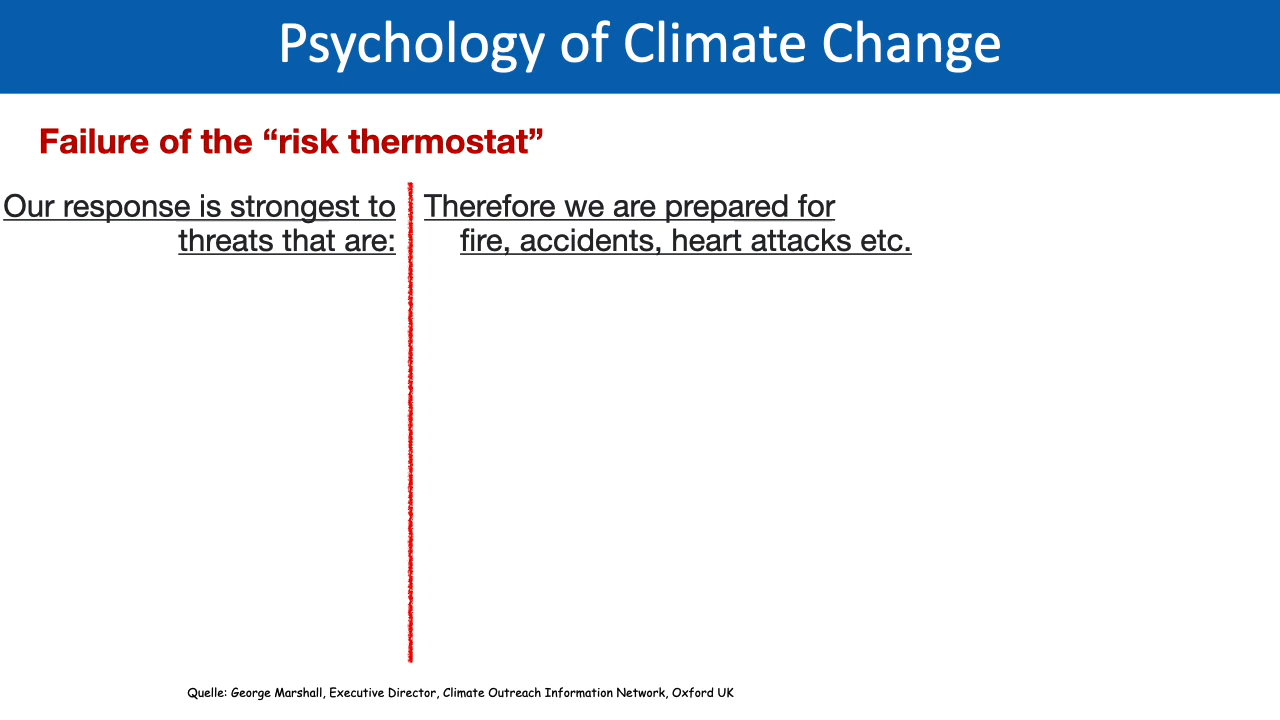 Psychology of Climate Change
Failure of the “risk thermostat”
Our response is strongest to
threats that are:
Therefore we are prepared for
fire, accidents, heart attacks etc.
Quelle: George Marshall, Executive Director, Climate Outreach Information Network, Oxford UK